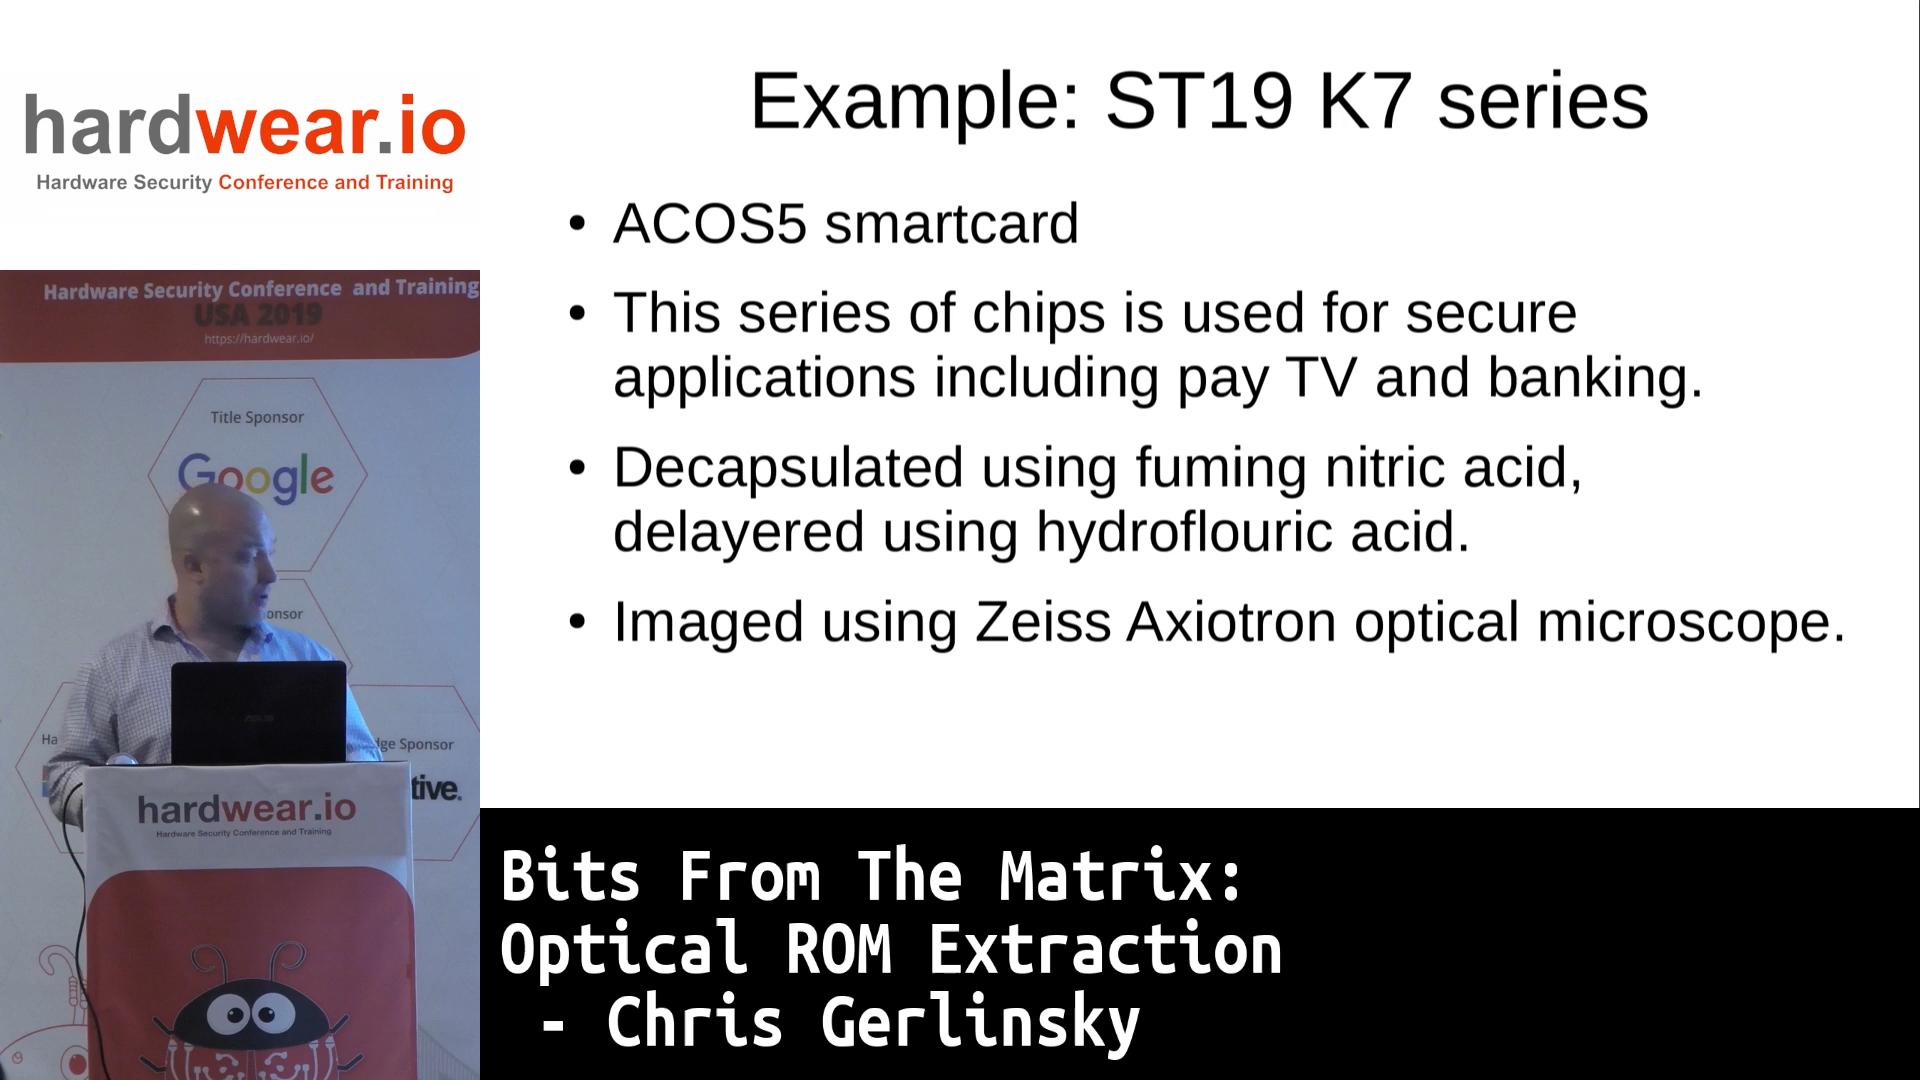 hardwear.io
Hardware Security Conference and Training
Example: ST19 K7 series
• ACOS5 smartcard
• This series of chips is used for secure
applications including pay TV and banking.
• Decapsulated using fuming nitric acid,
delayered using hydroflouric acid.
• Imaged using Zeiss Axiotron optical microscope.
Hardware Security Conference and Training
USA 2019
https://hardwear.io/
Title Sponsor
Google
onsor
Ha
dge Sponsor
tive.
ASUS
hardwear.io
Hardware Security Conference and Training
Bits From The Matrix:
Optical ROM Extraction
- Chris Gerlinsky